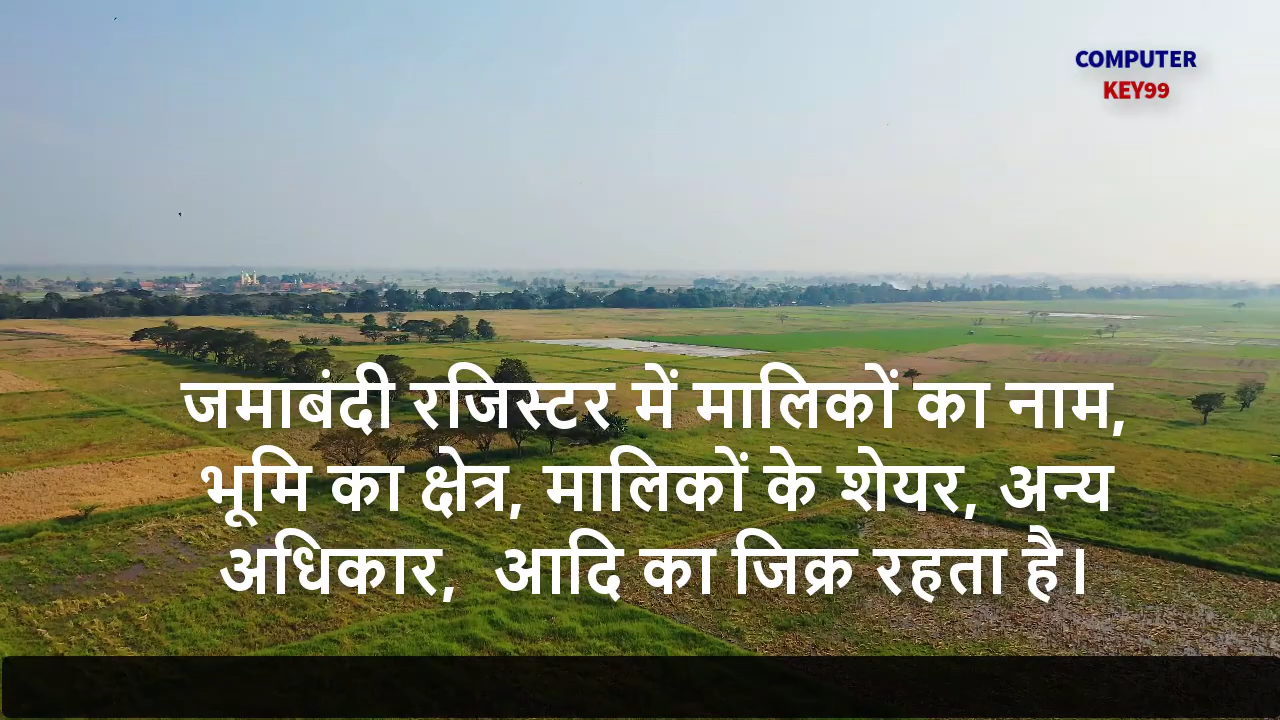 COMPUTER
KEY99
जमाबंदी रजिस्टर में मालिकों का नाम,
भूमि का क्षेत्र, मालिकों के शेयर, अन्य
अधिकार, आदि का जिक्र रहता है।